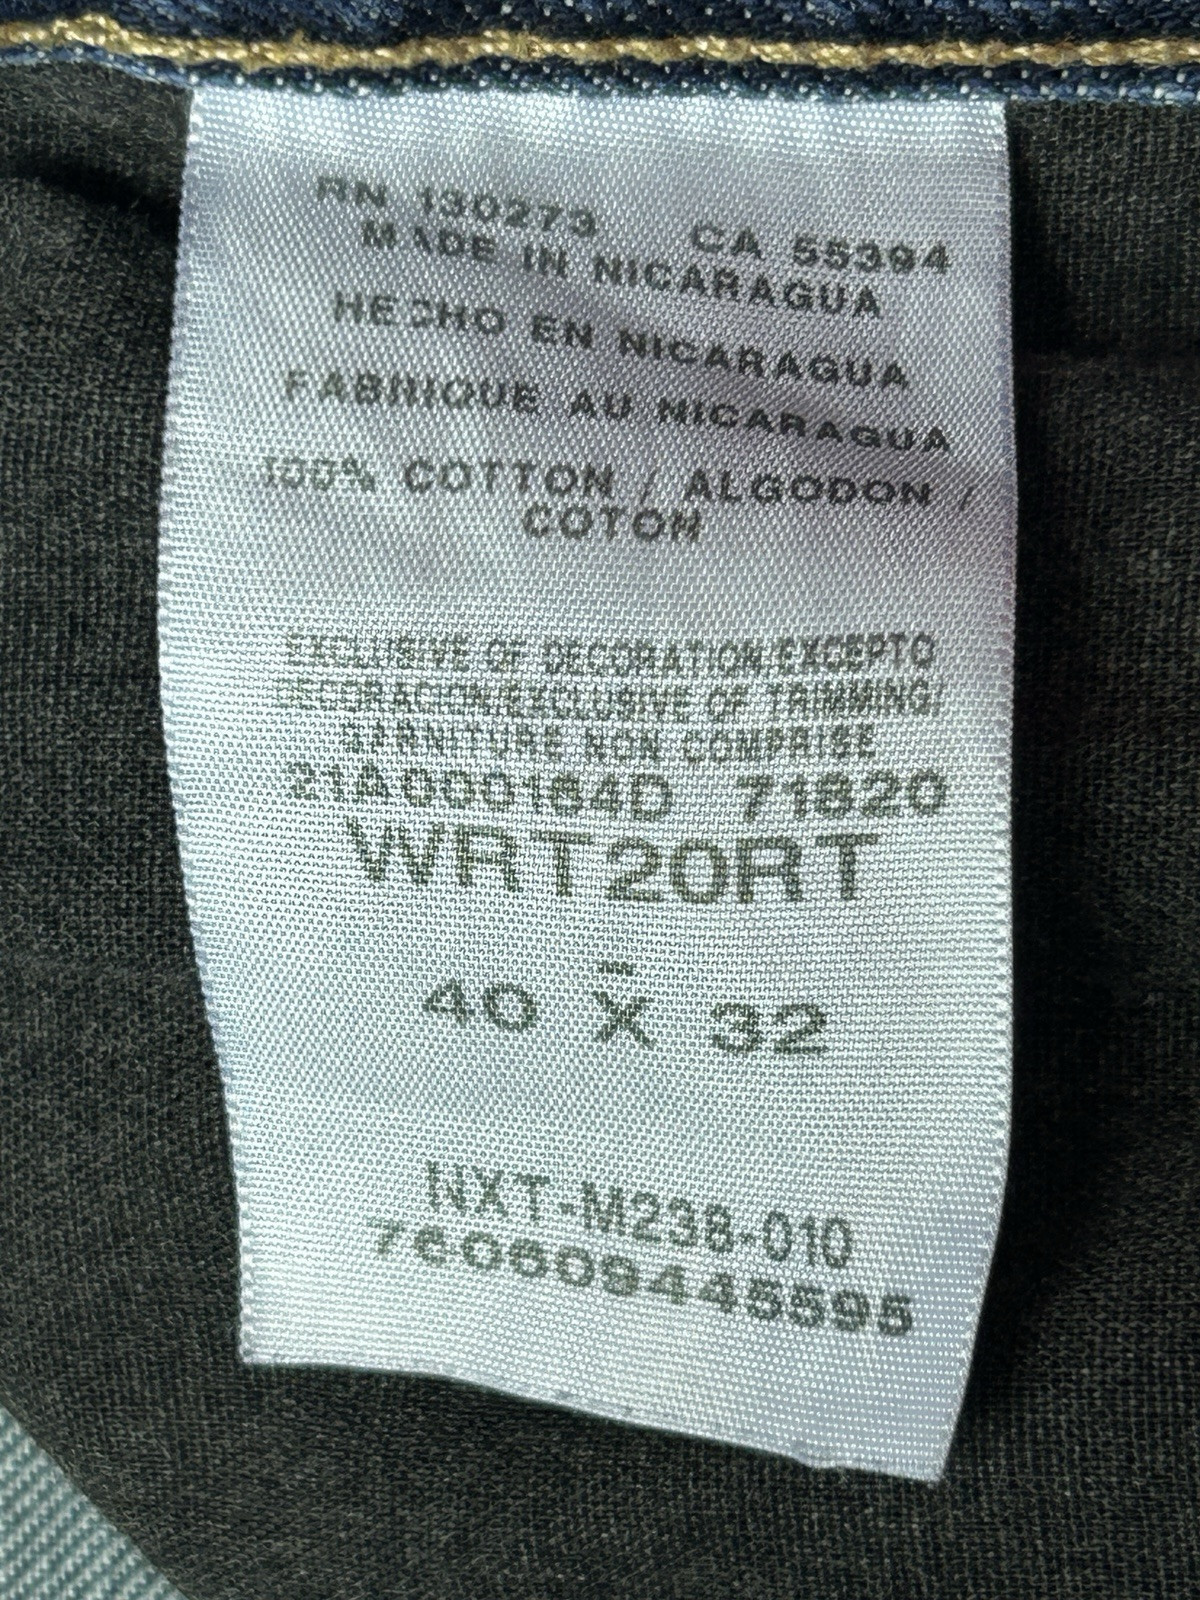 RN 130273 CA 55394
MADE IN NICARAGUA
HECHO EN NICARAGUA
FABRIQUE AU NICARAGUA
100% COTTON / ALGODON /
COTON
EXCLUSIVE OF DECORATION/EXCEPTO
DECORACION/EXCLUSIVE OF TRIMMING/
GARNITURE NON COMPRISE
21A000164D 71820
WRT20RT
40 X 32
NXT-M238-010
760609445595